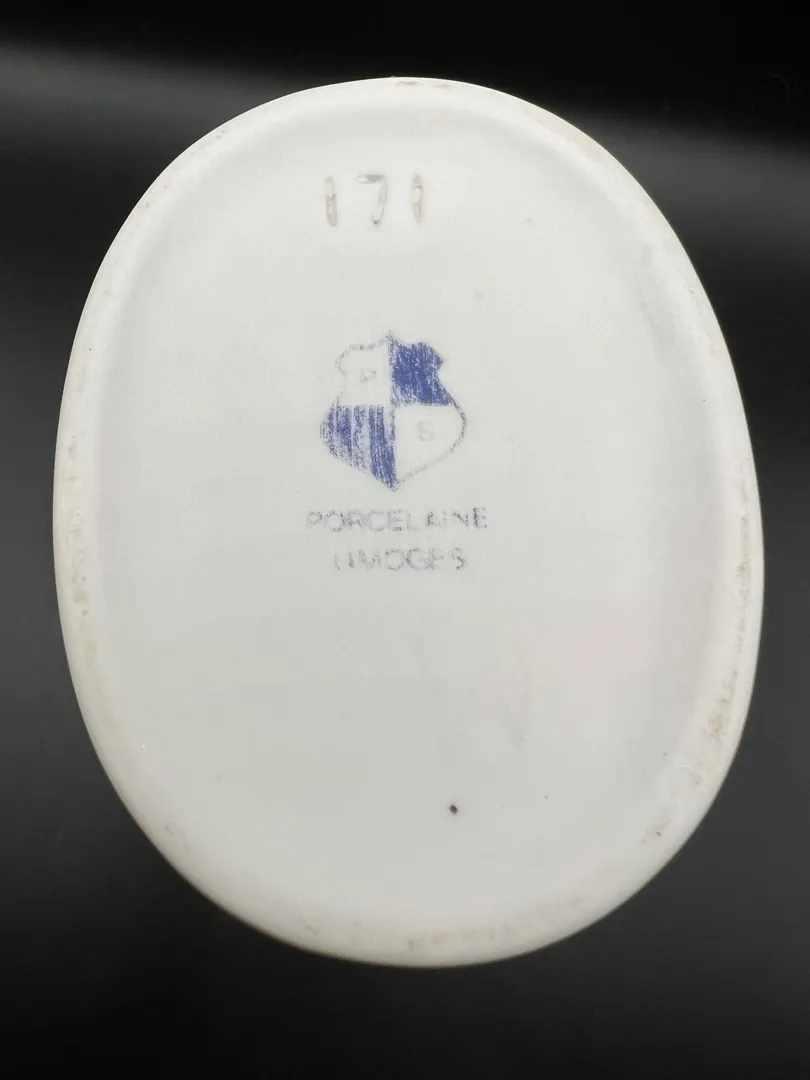 171
P
S
PORCELAINE
LIMOGES